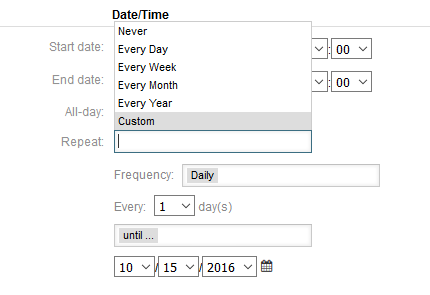 Date/Time
Never
Start date: :00
Every Day
Every Week
End date: :00
Every Month
Every Year
All-day:
Custom
Repeat:
Frequency: Daily
Every: 1 day(s)
until ...
10/15/2016